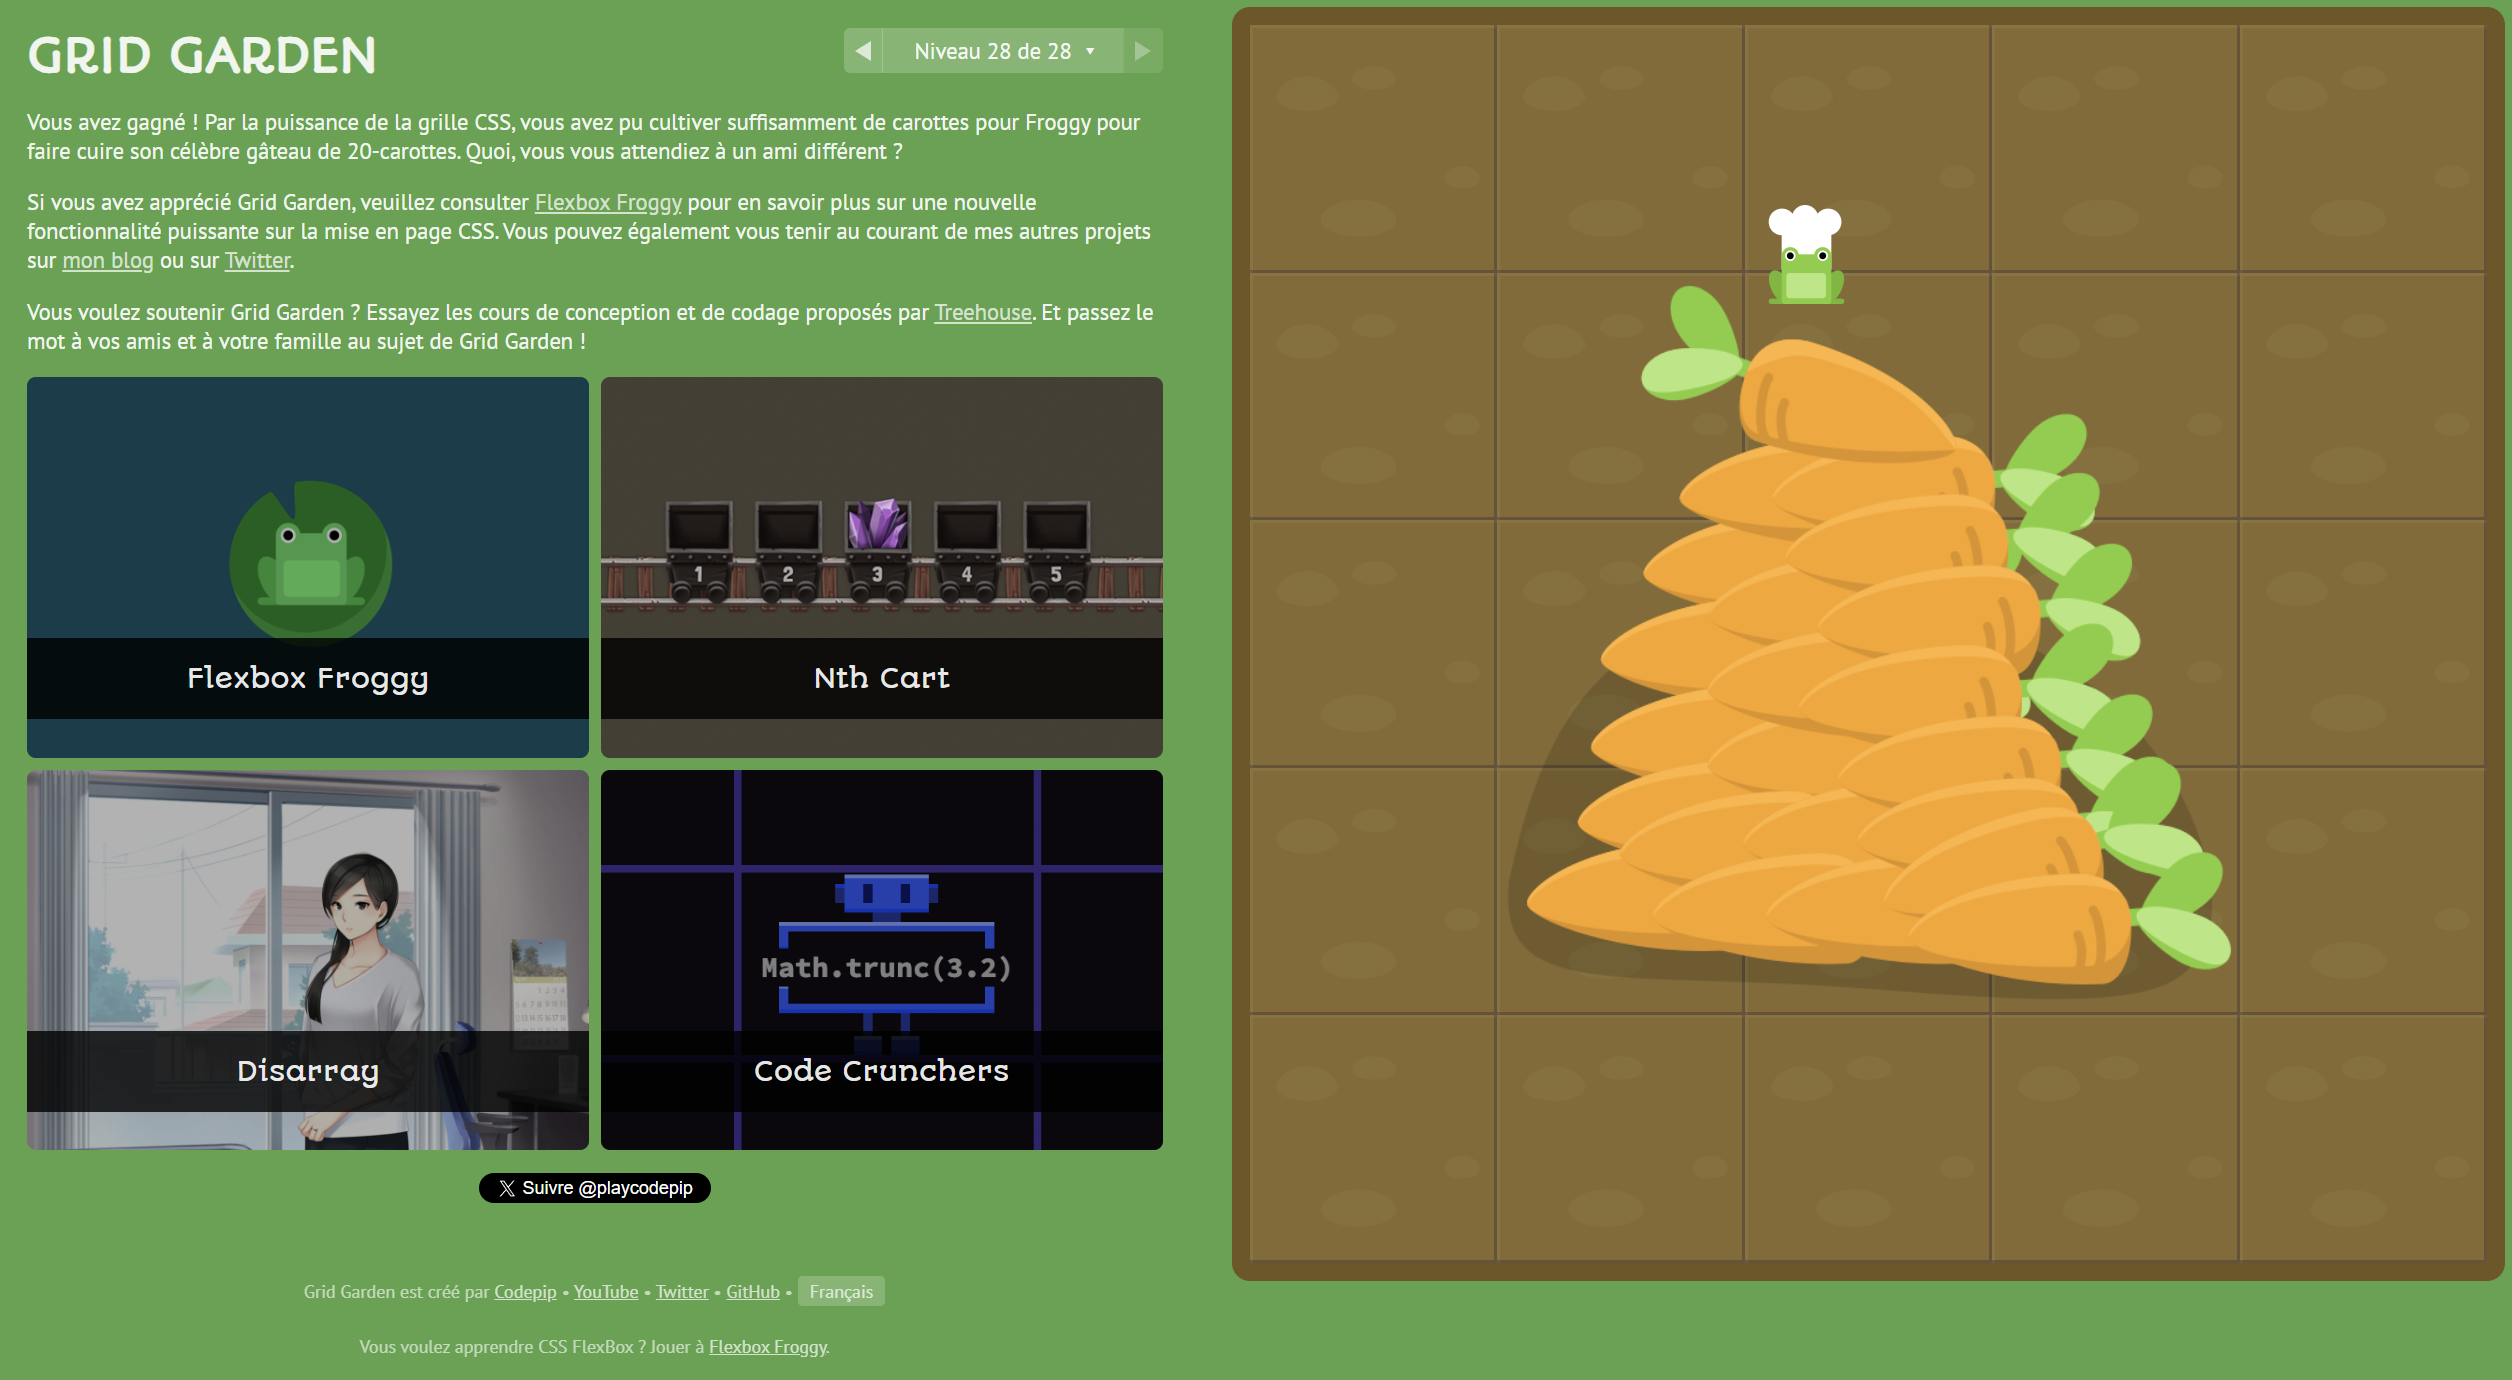 GRID GARDEN
Niveau 28 de 28
Vous avez gagné ! Par la puissance de la grille CSS, vous avez pu cultiver suffisamment de carottes pour Froggy pour
faire cuire son célèbre gâteau de 20-carottes. Quoi, vous vous attendiez à un ami différent ?
Si vous avez apprécié Grid Garden, veuillez consulter Flexbox Froggy pour en savoir plus sur une nouvelle
fonctionnalité puissante sur la mise en page CSS. Vous pouvez également vous tenir au courant de mes autres projets
sur mon blog ou sur Twitter.
Vous voulez soutenir Grid Garden ? Essayez les cours de conception et de codage proposés par Treehouse. Et passez le
mot à vos amis et à votre famille au sujet de Grid Garden !
Flexbox Froggy
1 2 3 4 5
Nth Cart
Disarray
Math.trunc(3.2)
Code Crunchers
Suivre @playcodepip
Grid Garden est créé par Codepip • YouTube • Twitter • GitHub • Français
Vous voulez apprendre CSS FlexBox ? Jouer à Flexbox Froggy.